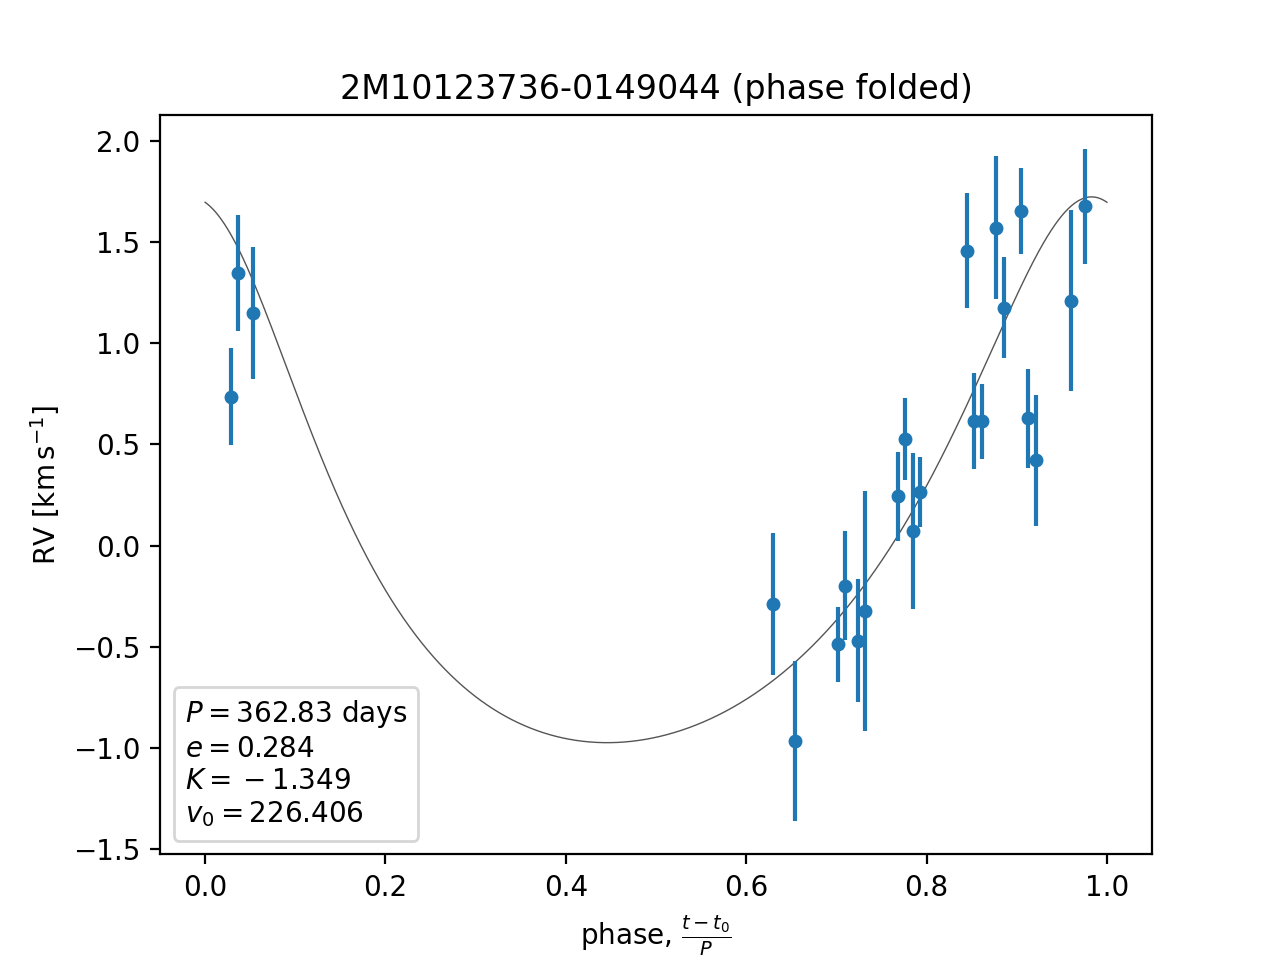 2M10123736-0149044 (phase folded)
2.0
1.5
1.0
0.5
0.0
−0.5
−1.0
−1.5
RV [km s⁻¹]
P = 362.83 days
e = 0.284
K = −1.349
v₀ = 226.406
0.0 0.2 0.4 0.6 0.8 1.0
phase, (t − t₀)/P